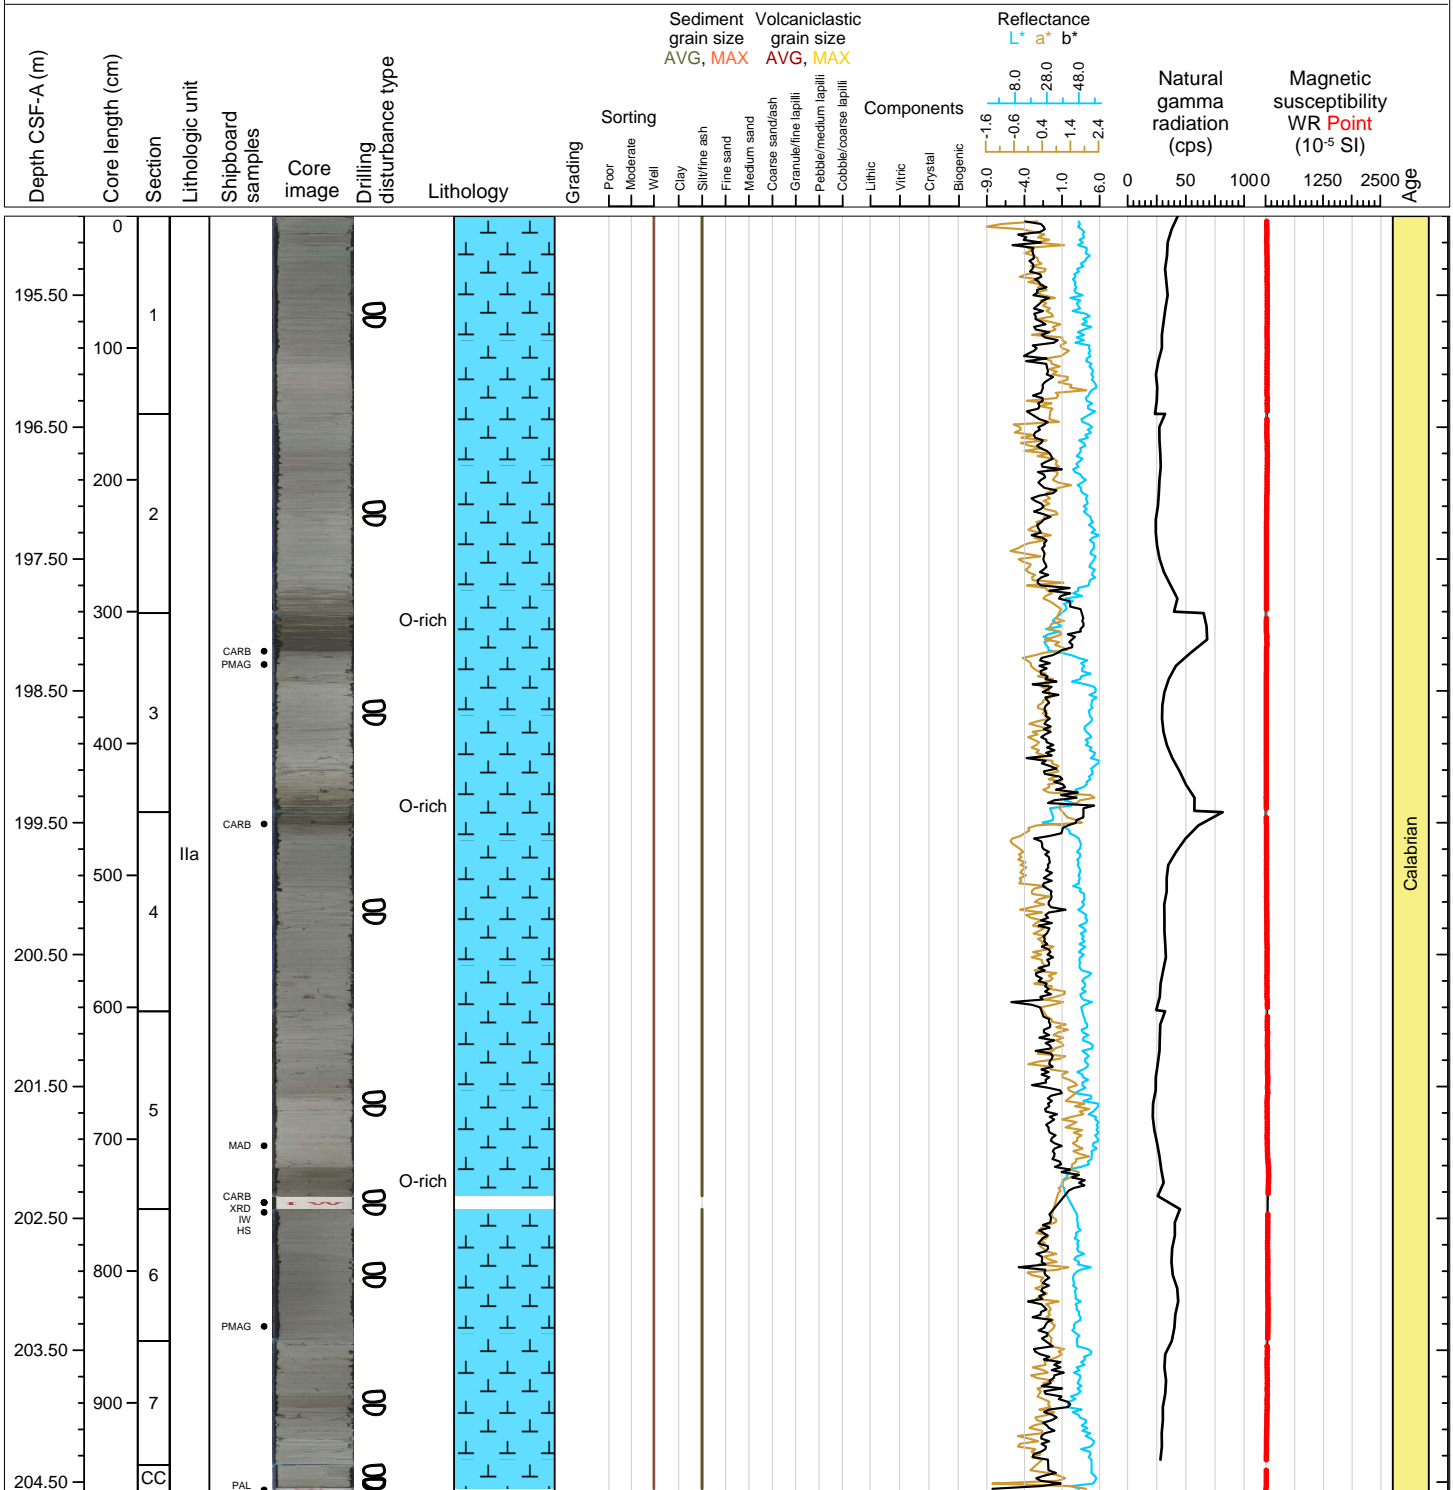 Depth CSF-A (m)
Core length (cm)
Section
Lithologic unit
Shipboard
samples
Core
image
Drilling
disturbance type
Lithology
Grading
Sorting
Poor
Moderate
Well
Sediment
grain size
AVG, MAX
Volcaniclastic
grain size
AVG, MAX
Clay
Silt/fine ash
Fine sand
Medium sand
Coarse sand/ash
Granule/fine lapilli
Pebble/medium lapilli
Cobble/coarse lapilli
Components
Lithic
Vitric
Crystal
Biogenic
Reflectance
L* a* b*
8.0 28.0 48.0
-1.6 -0.6 0.4 1.4 2.4
-9.0 -4.0 1.0 6.0
Natural
gamma
radiation
(cps)
0 50 100
Magnetic
susceptibility
WR Point
(10⁻⁵ SI)
0 1250 2500
Age
0
195.50
1
100
196.50
200
2
197.50
300
O-rich
CARB
PMAG
198.50
3
400
O-rich
199.50
CARB
IIa
Calabrian
500
4
200.50
600
201.50
5
700
MAD
O-rich
CARB
XRD
I W
IW
HS
202.50
800
6
PMAG
203.50
900
7
CC
204.50
PAL